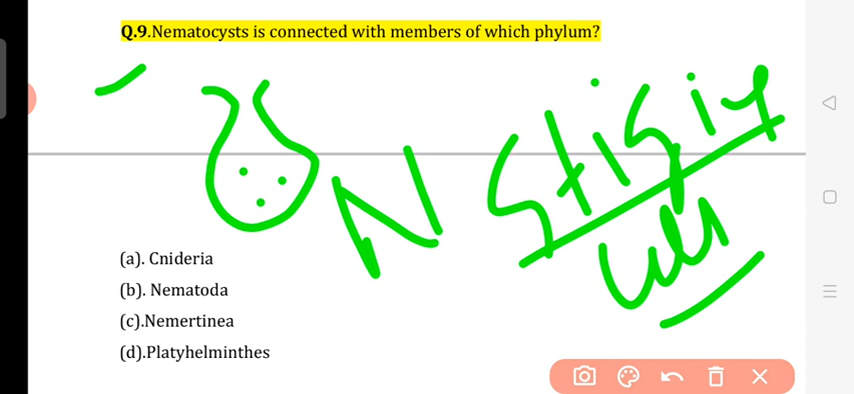 Q.9.Nematocysts is connected with members of which phylum?
N
(a). Cnideria
(b). Nematoda
(c).Nemertinea
(d).Platyhelminthes